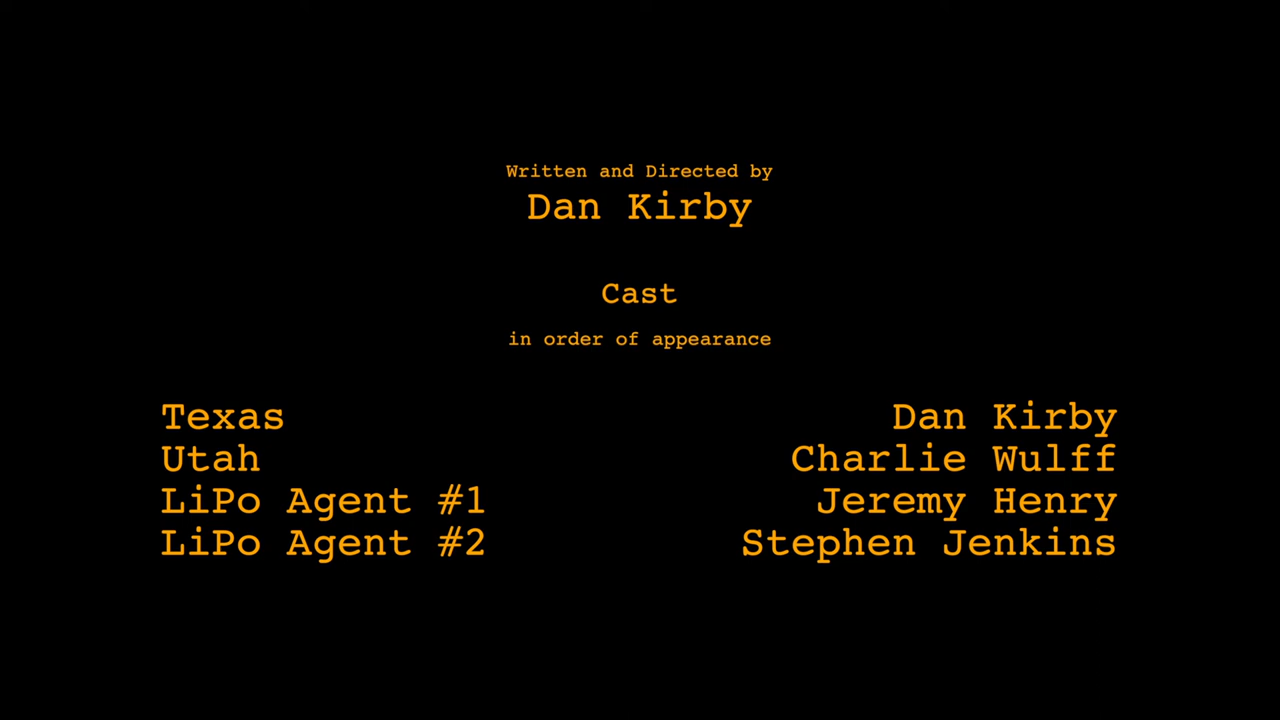 Written and Directed by
Dan Kirby
Cast
in order of appearance
Texas Dan Kirby
Utah Charlie Wulff
LiPo Agent #1 Jeremy Henry
LiPo Agent #2 Stephen Jenkins